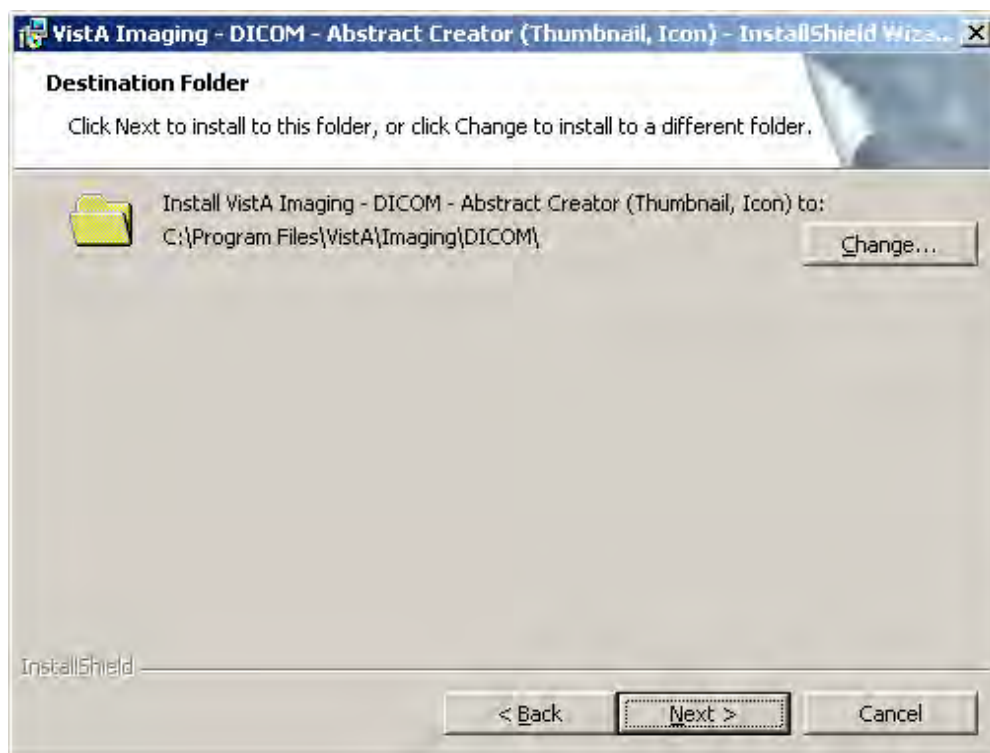 VistA Imaging - DICOM - Abstract Creator (Thumbnail, Icon) - InstallShield Wiza...
Destination Folder
Click Next to install to this folder, or click Change to install to a different folder.
Install VistA Imaging - DICOM - Abstract Creator (Thumbnail, Icon) to:
C:\Program Files\VistA\Imaging\DICOM\
Change...
InstallShield
< Back
Next >
Cancel